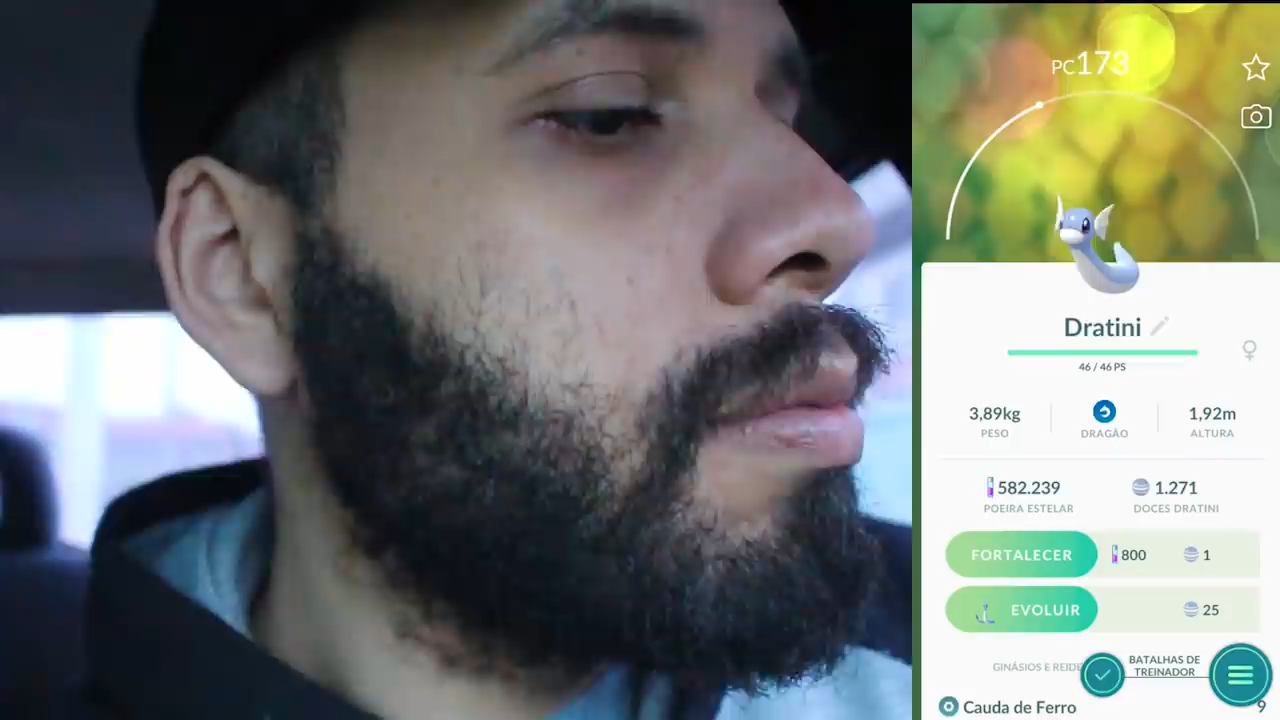 PC173
Dratini
46 / 46 PS
3,89kg
PESO
DRAGÃO
1,92m
ALTURA
582.239
POEIRA ESTELAR
1.271
DOCES DRATINI
FORTALECER 800 1
EVOLUIR 25
GINÁSIOS E REIDE
BATALHAS DE
TREINADOR
Cauda de Ferro 9